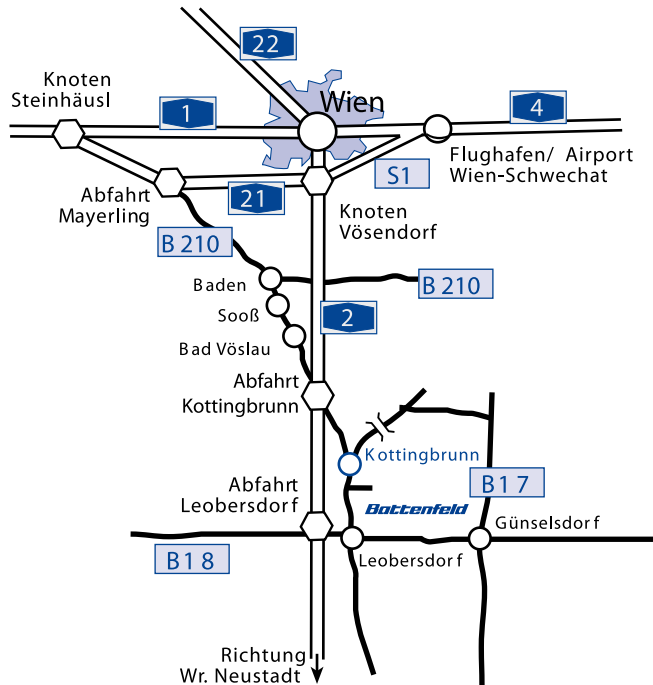 22
Knoten
Steinhäusl
Wien
1
4
Flughafen/ Airport
Wien-Schwechat
S1
Abfahrt
Mayerling
21
Knoten
Vösendorf
B 210
Baden
B 210
Sooß
2
Bad Vöslau
Abfahrt
Kottingbrunn
Kottingbrunn
B17
Abfahrt
Leobersdorf
Battenfeld
Günselsdorf
B18
Leobersdorf
Richtung
Wr. Neustadt